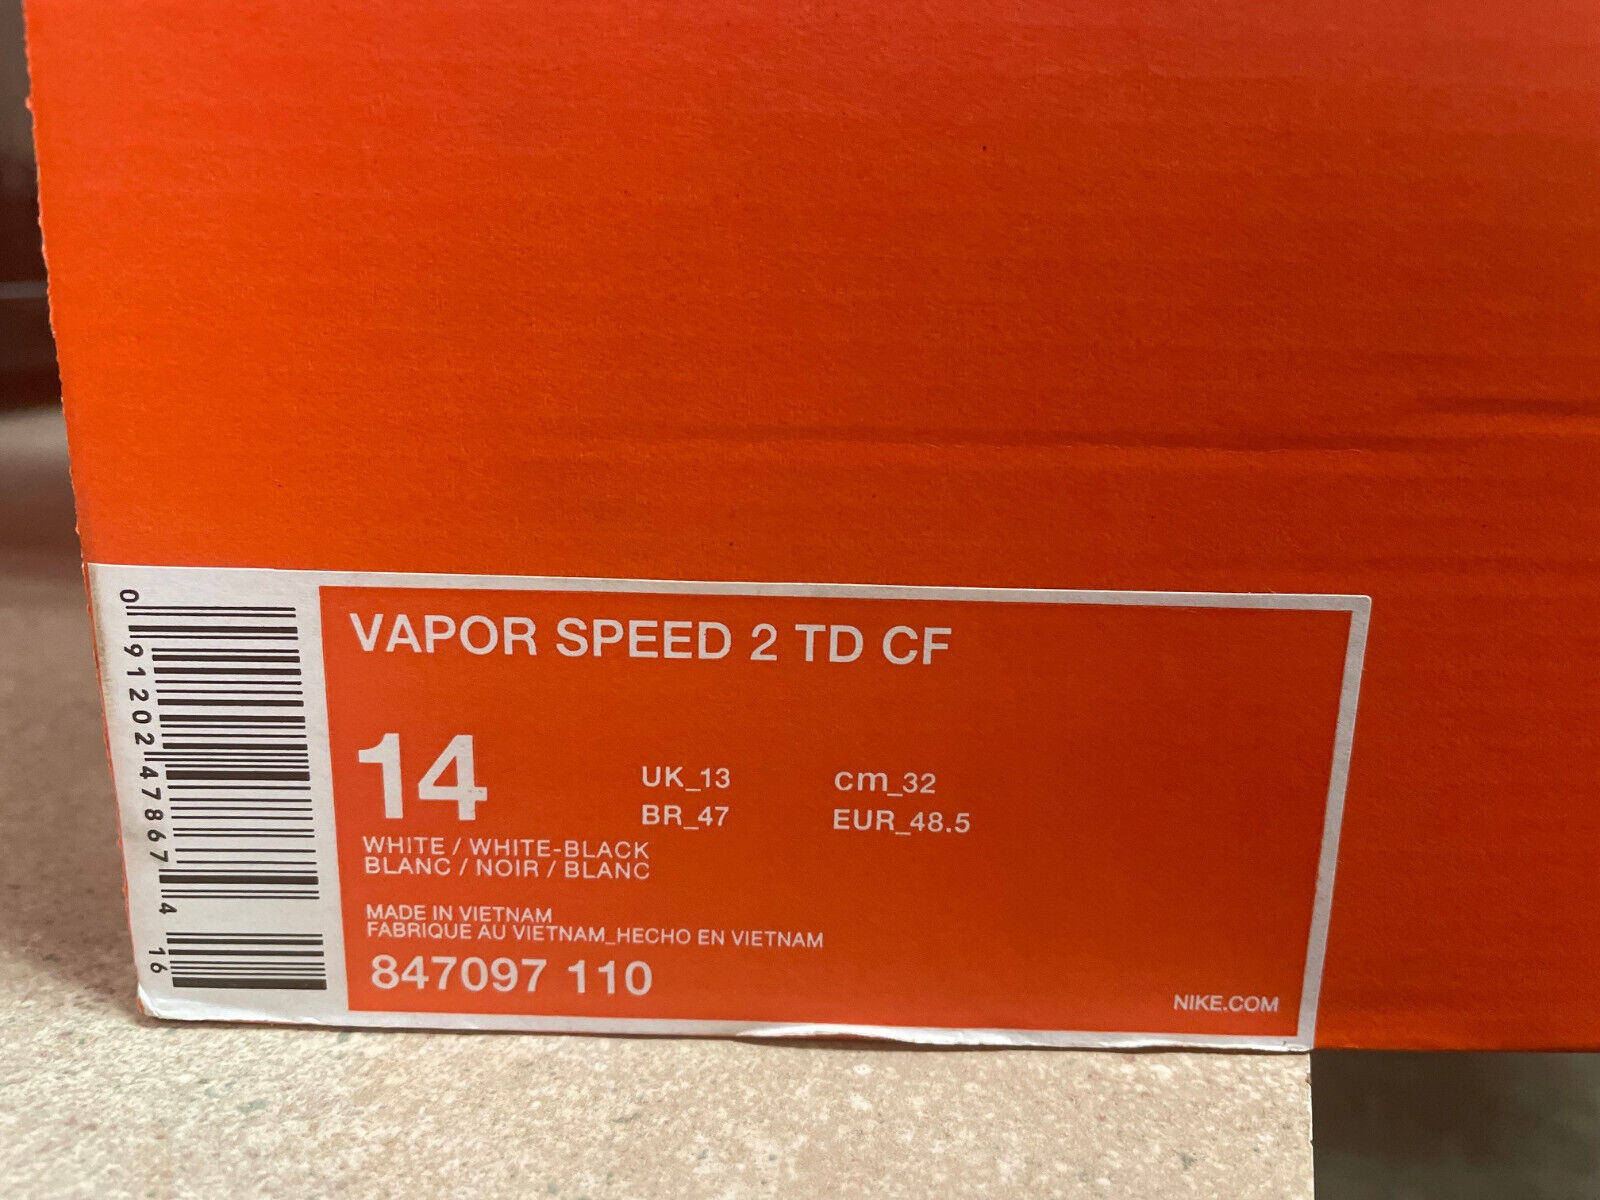 VAPOR SPEED 2 TD CF
14
UK_13 cm_32
BR_47 EUR_48.5
WHITE / WHITE-BLACK
BLANC / NOIR / BLANC
MADE IN VIETNAM
FABRIQUE AU VIETNAM_HECHO EN VIETNAM
847097 110
NIKE.COM
0 91202 47867 4 16